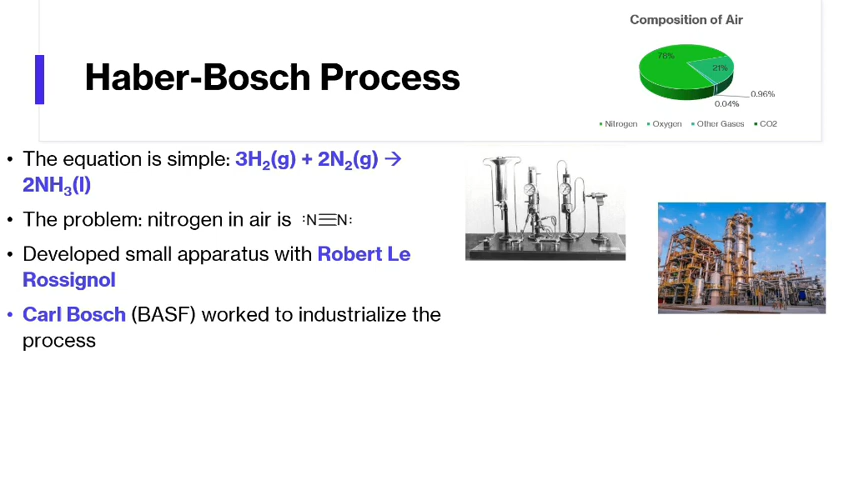 Composition of Air
Haber-Bosch Process
78%
21%
0.96%
0.04%
• Nitrogen • Oxygen • Other Gases • CO2
• The equation is simple: 3H₂(g) + 2N₂(g) →
2NH₃(l)
• The problem: nitrogen in air is :N≡N:
• Developed small apparatus with Robert Le
Rossignol
• Carl Bosch (BASF) worked to industrialize the
process